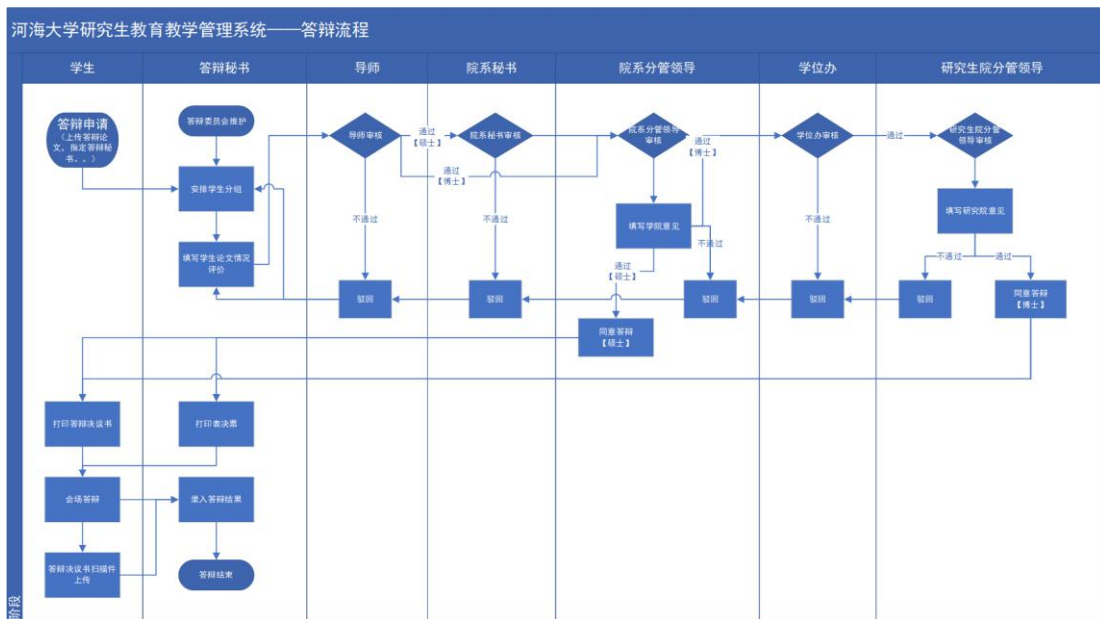 河海大学研究生教育教学管理系统——答辩流程
学生
答辩秘书
导师
院系秘书
院系分管领导
学位办
研究生院分管领导
答辩申请
(上传答辩论
文、指定答辩秘
书。。)
答辩委员会维护
安排学生分组
填写学生论文情况
评价
导师审核
通过
【硕士】
通过
【博士】
不通过
驳回
院系秘书审核
不通过
驳回
院系分管领导
审核
通过
【博士】
填写学院意见
不通过
通过
【硕士】
驳回
同意答辩
【硕士】
学位办审核
通过
不通过
驳回
研究生院分管
领导审核
填写研究院意见
不通过
通过
驳回
同意答辩
【博士】
打印答辩决议书
打印表决票
会场答辩
录入答辩结果
答辩决议书扫描件
上传
答辩结束
阶段